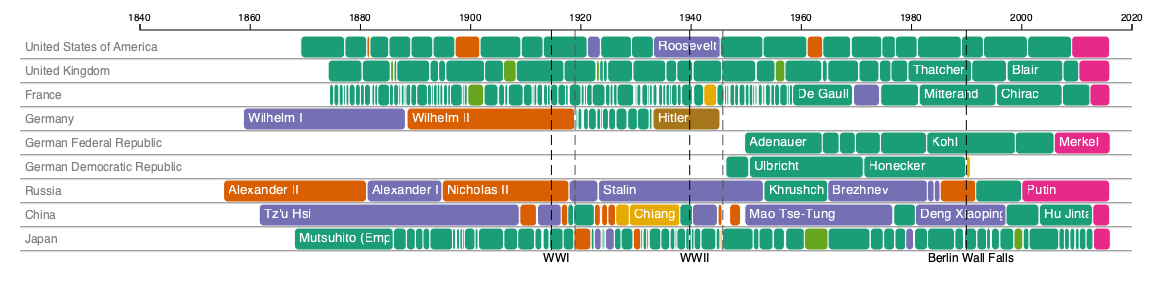 1840 1860 1880 1900 1920 1940 1960 1980 2000 2020
United States of America Roosevelt
United Kingdom Thatcher Blair
France De Gaull Mitterand Chirac
Germany Wilhelm I Wilhelm II Hitler
German Federal Republic Adenauer Kohl Merkel
German Democratic Republic Ulbricht Honecker
Russia Alexander II Alexander I Nicholas II Stalin Khrushch Brezhnev Putin
China Tz'u Hsi Chiang Mao Tse-Tung Deng Xiaoping Hu Jinta
Japan Mutsuhito (Emp
WWI WWII Berlin Wall Falls